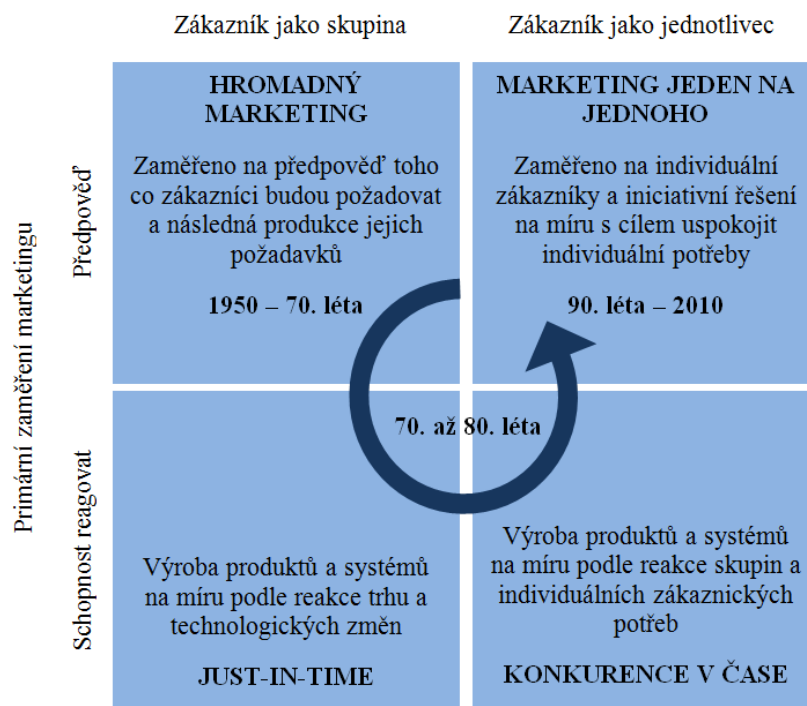 Zákazník jako skupina
Zákazník jako jednotlivec
Primární zaměření marketingu
Předpověď
HROMADNÝ
MARKETING
Zaměřeno na předpověď toho
co zákazníci budou požadovat
a následná produkce jejich
požadavků
1950 – 70. léta
MARKETING JEDEN NA
JEDNOHO
Zaměřeno na individuální
zákazníky a iniciativní řešení
na míru s cílem uspokojit
individuální potřeby
90. léta – 2010
70. až 80. léta
Schopnost reagovat
Výroba produktů a systémů
na míru podle reakce trhu a
technologických změn
JUST-IN-TIME
Výroba produktů a systémů
na míru podle reakce skupin a
individuálních zákaznických
potřeb
KONKURENCE V ČASE